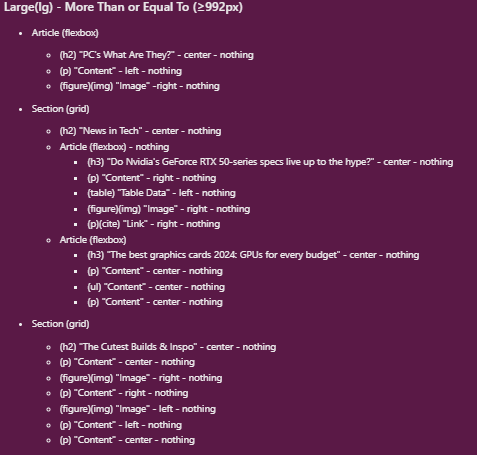 Large(lg) - More Than or Equal To (≥992px)
Article (flexbox)
(h2) "PC's What Are They?" - center - nothing
(p) "Content" - left - nothing
(figure)(img) "Image" -right - nothing
Section (grid)
(h2) "News in Tech" - center - nothing
Article (flexbox) - nothing
(h3) "Do Nvidia's GeForce RTX 50-series specs live up to the hype?" - center - nothing
(p) "Content" - right - nothing
(table) "Table Data" - left - nothing
(figure)(img) "Image" - right - nothing
(p)(cite) "Link" - right - nothing
Article (flexbox)
(h3) "The best graphics cards 2024: GPUs for every budget" - center - nothing
(p) "Content" - center - nothing
(ul) "Content" - center - nothing
(p) "Content" - center - nothing
Section (grid)
(h2) "The Cutest Builds & Inspo" - center - nothing
(p) "Content" - center - nothing
(figure)(img) "Image" - right - nothing
(p) "Content" - right - nothing
(figure)(img) "Image" - left - nothing
(p) "Content" - left - nothing
(p) "Content" - center - nothing